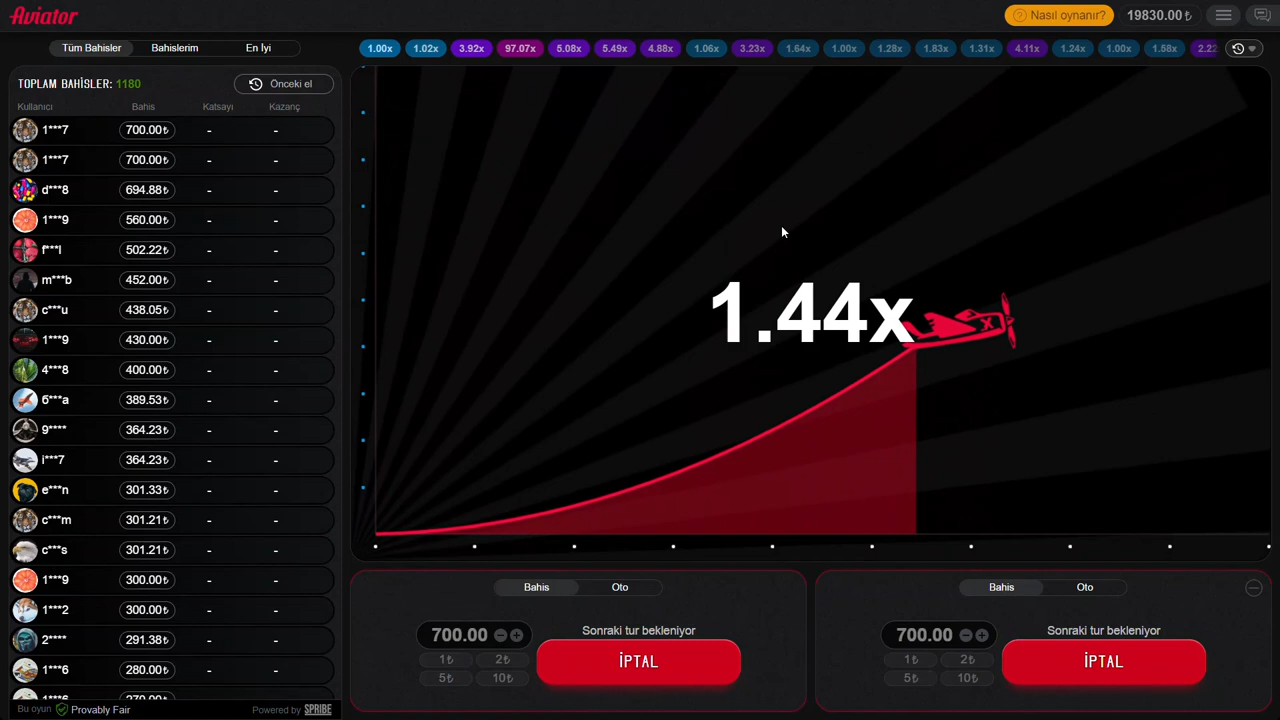 Aviator
? Nasıl oynanır?
19830.00 ₺
Tüm Bahisler Bahislerim En İyi
1.00x 1.02x 3.92x 97.07x 5.08x 5.49x 4.88x 1.06x 3.23x 1.64x 1.00x 1.28x 1.83x 1.31x 4.11x 1.24x 1.00x 1.58x 2.22
TOPLAM BAHİSLER: 1180
Önceki el
Kullanıcı Bahis Katsayı Kazanç
1***7 700.00₺ - -
1***7 700.00₺ - -
d***8 694.88₺ - -
1***9 560.00₺ - -
f***l 502.22₺ - -
m***b 452.00₺ - -
c***u 438.05₺ - -
1***9 430.00₺ - -
4***8 400.00₺ - -
б***а 389.53₺ - -
9**** 364.23₺ - -
i***7 364.23₺ - -
e***n 301.33₺ - -
c***m 301.21₺ - -
c***s 301.21₺ - -
1***9 300.00₺ - -
1***2 300.00₺ - -
2**** 291.38₺ - -
1***6 280.00₺ - -
Bu oyun Provably Fair
Powered by SPRIBE
1.44x
X
Bahis Oto
700.00
1₺ 2₺
5₺ 10₺
Sonraki tur bekleniyor
İPTAL
Bahis Oto
700.00
1₺ 2₺
5₺ 10₺
Sonraki tur bekleniyor
İPTAL